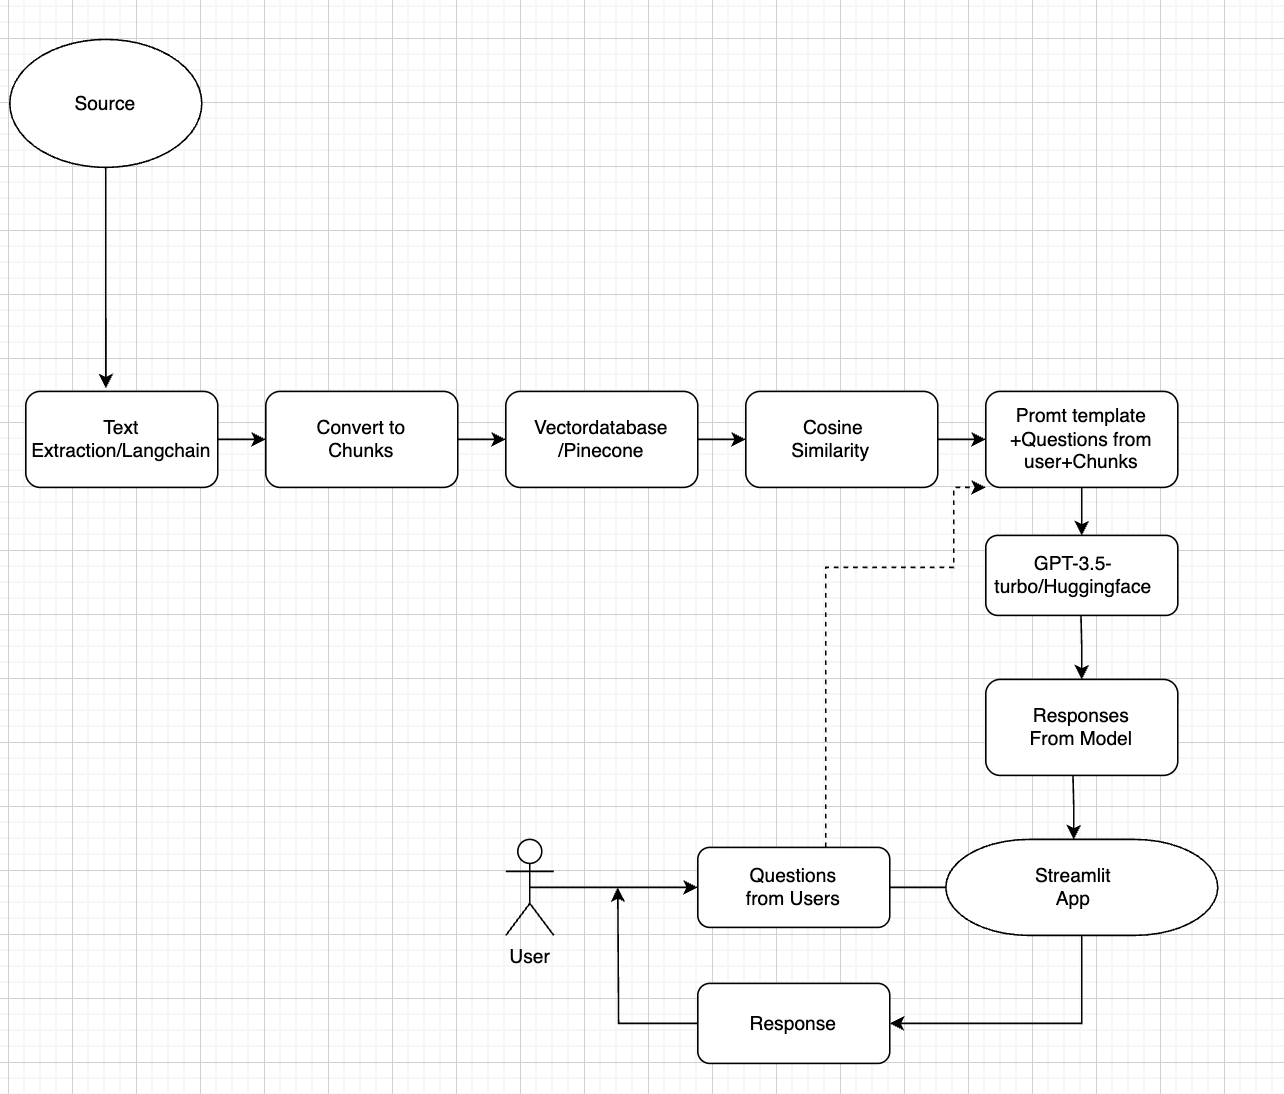 Source
Text
Extraction/Langchain
Convert to
Chunks
Vectordatabase
/Pinecone
Cosine
Similarity
Promt template
+Questions from
user+Chunks
GPT-3.5-
turbo/Huggingface
Responses
From Model
Streamlit
App
Questions
from Users
User
Response